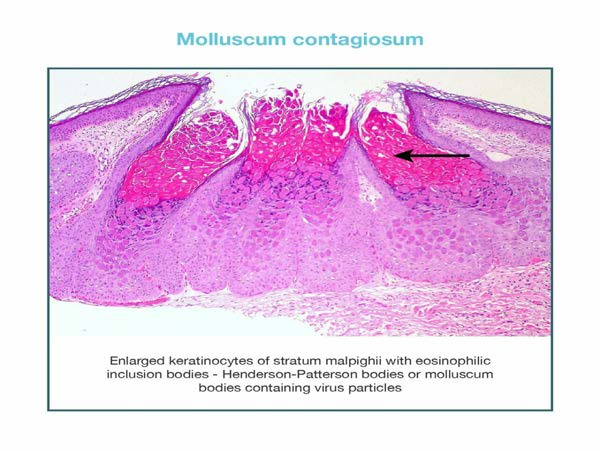 Molluscum contagiosum
Enlarged keratinocytes of stratum malpighii with eosinophilic
inclusion bodies - Henderson-Patterson bodies or molluscum
bodies containing virus particles